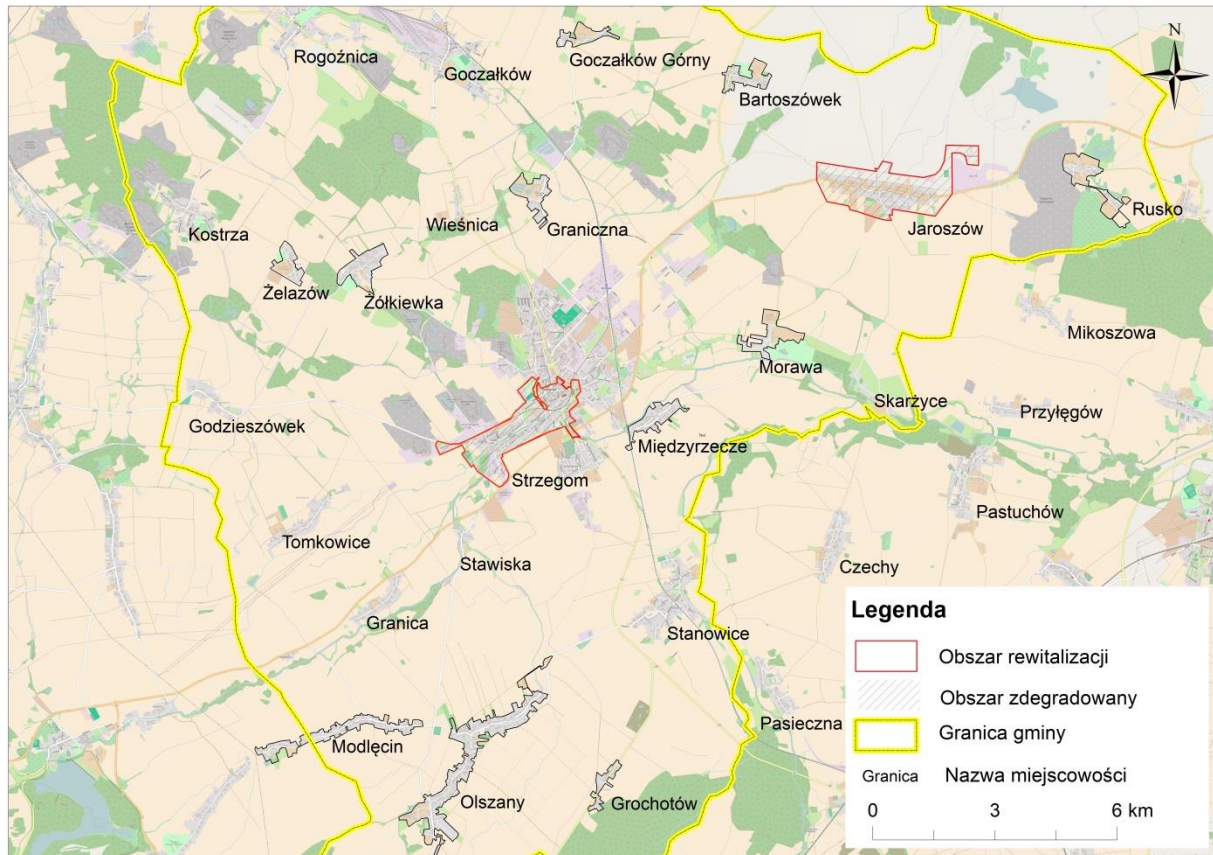 N
Rogoźnica
Goczałków
Goczałków Górny
Bartoszówek
Kostrza
Wieśnica
Graniczna
Jaroszów
Rusko
Żelazów
Żółkiewka
Mikoszowa
Morawa
Godzieszówek
Skarżyce
Przyłęgów
Międzyrzecze
Strzegom
Pastuchów
Tomkowice
Stawiska
Czechy
Granica
Stanowice
Pasieczna
Modlęcin
Olszany
Grochotów
Legenda
Obszar rewitalizacji
Obszar zdegradowany
Granica gminy
Granica Nazwa miejscowości
0 3 6 km